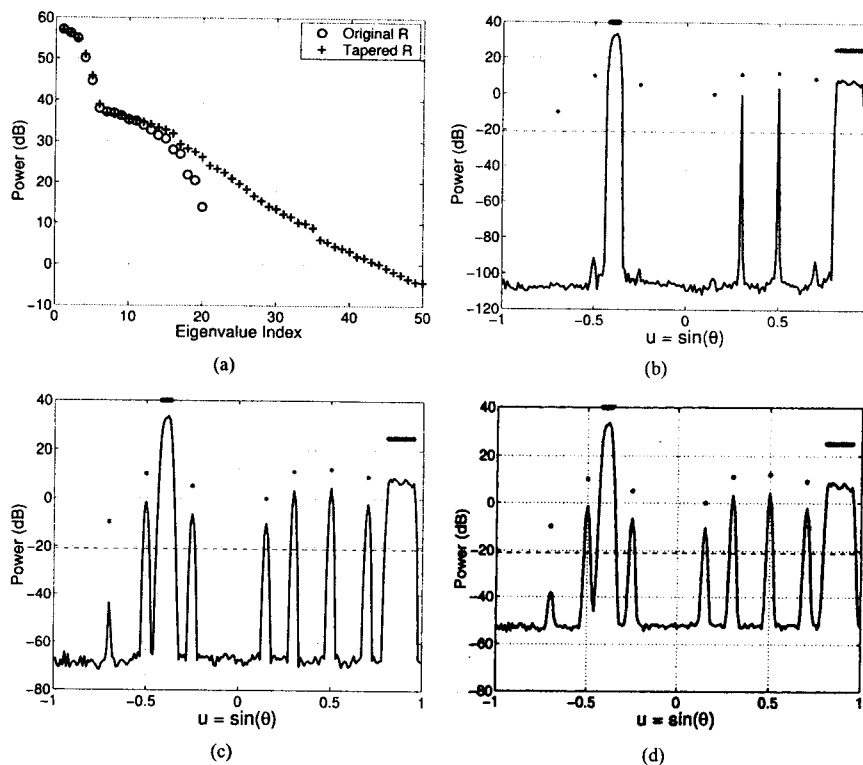 60
50
40
30
20
10
0
-10
Power (dB)
Original R
Tapered R
0 10 20 30 40 50
Eigenvalue Index
(a)
40
20
0
-20
-40
-60
-80
-100
-120
Power (dB)
-1 -0.5 0 0.5
u = sin(θ)
(b)
40
20
0
-20
-40
-60
-80
Power (dB)
-1 -0.5 0 0.5 1
u = sin(θ)
(c)
40
20
0
-20
-40
-60
-80
Power (dB)
-1 -0.5 0 0.5 1
u = sin(θ)
(d)